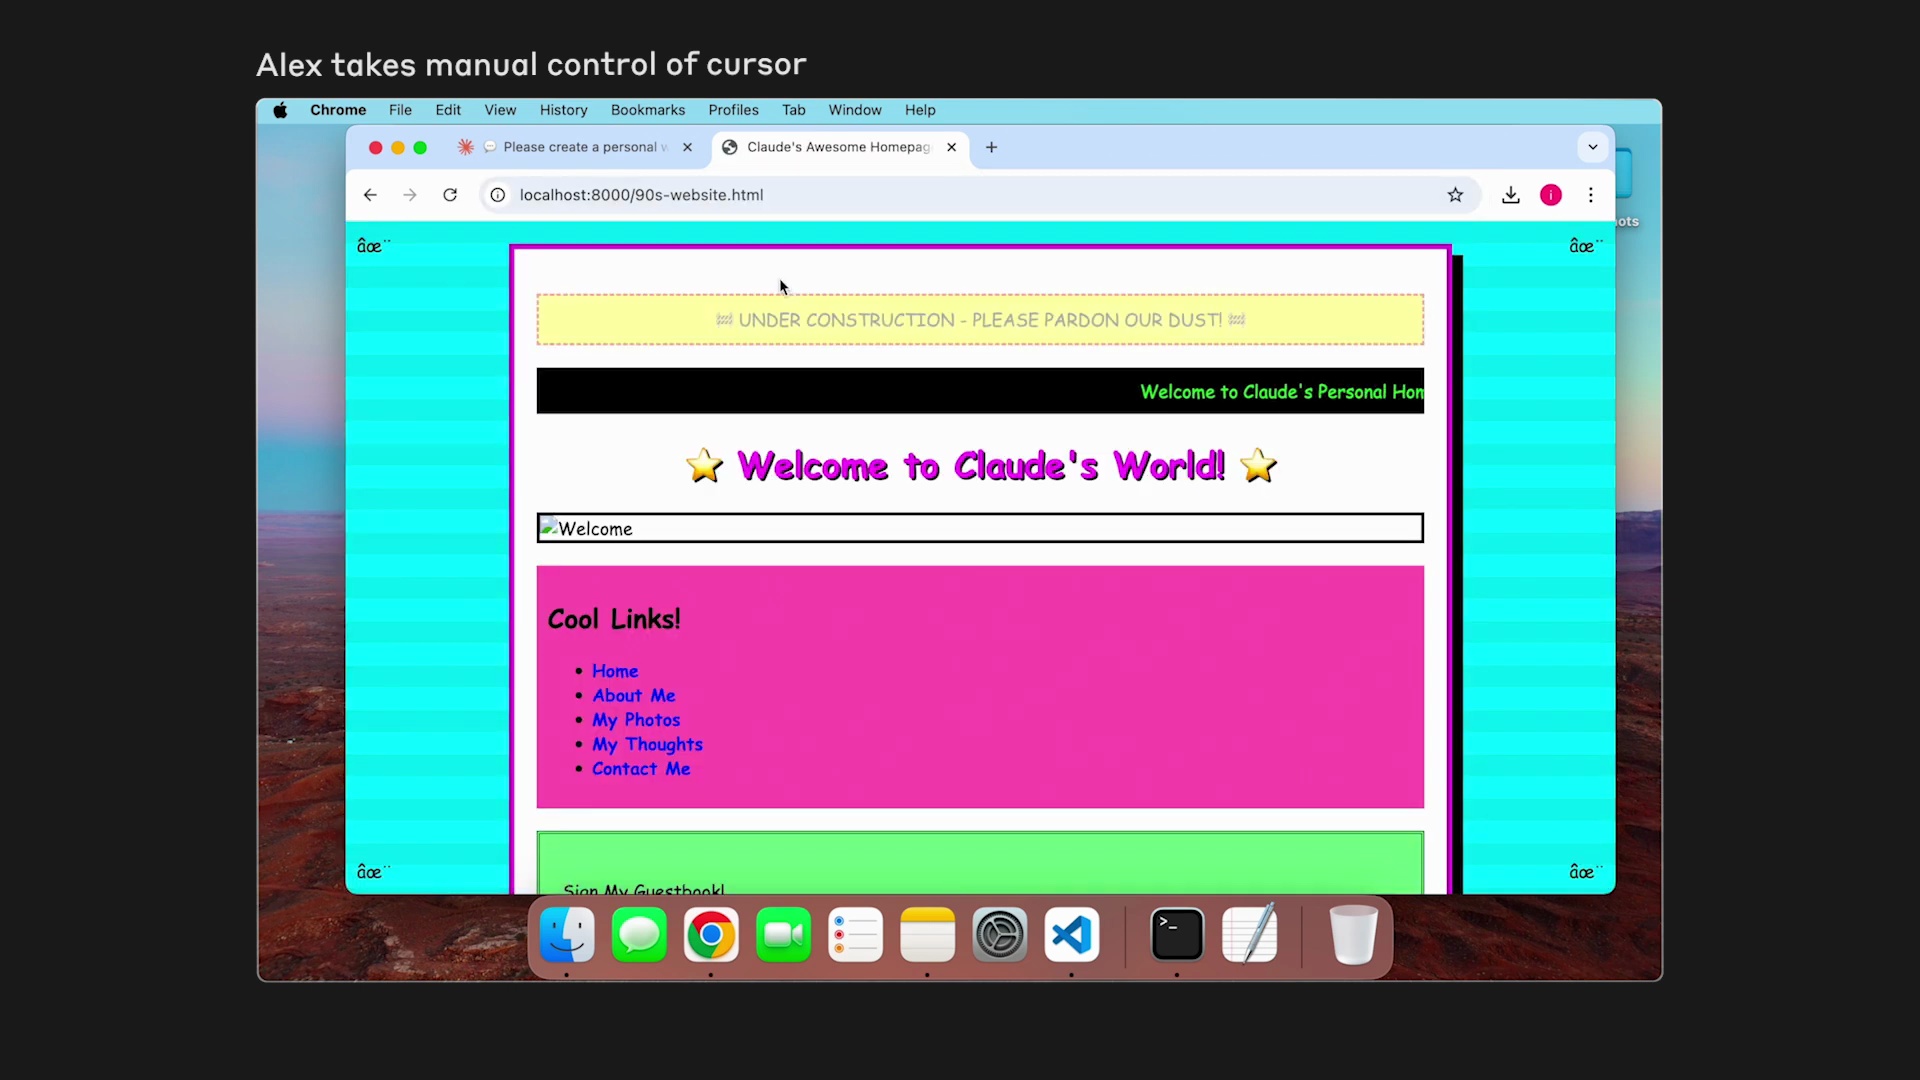 Alex takes manual control of cursor
Chrome File Edit View History Bookmarks Profiles Tab Window Help
Please create a personal w
Claude's Awesome Homepag
localhost:8000/90s-website.html
i
ots
âœ¨ âœ¨
🚧 UNDER CONSTRUCTION - PLEASE PARDON OUR DUST! 🚧
Welcome to Claude's Personal Hom
⭐ Welcome to Claude's World! ⭐
Welcome
Cool Links!
Home
About Me
My Photos
My Thoughts
Contact Me
âœ¨ âœ¨
Sign My Guestbook!